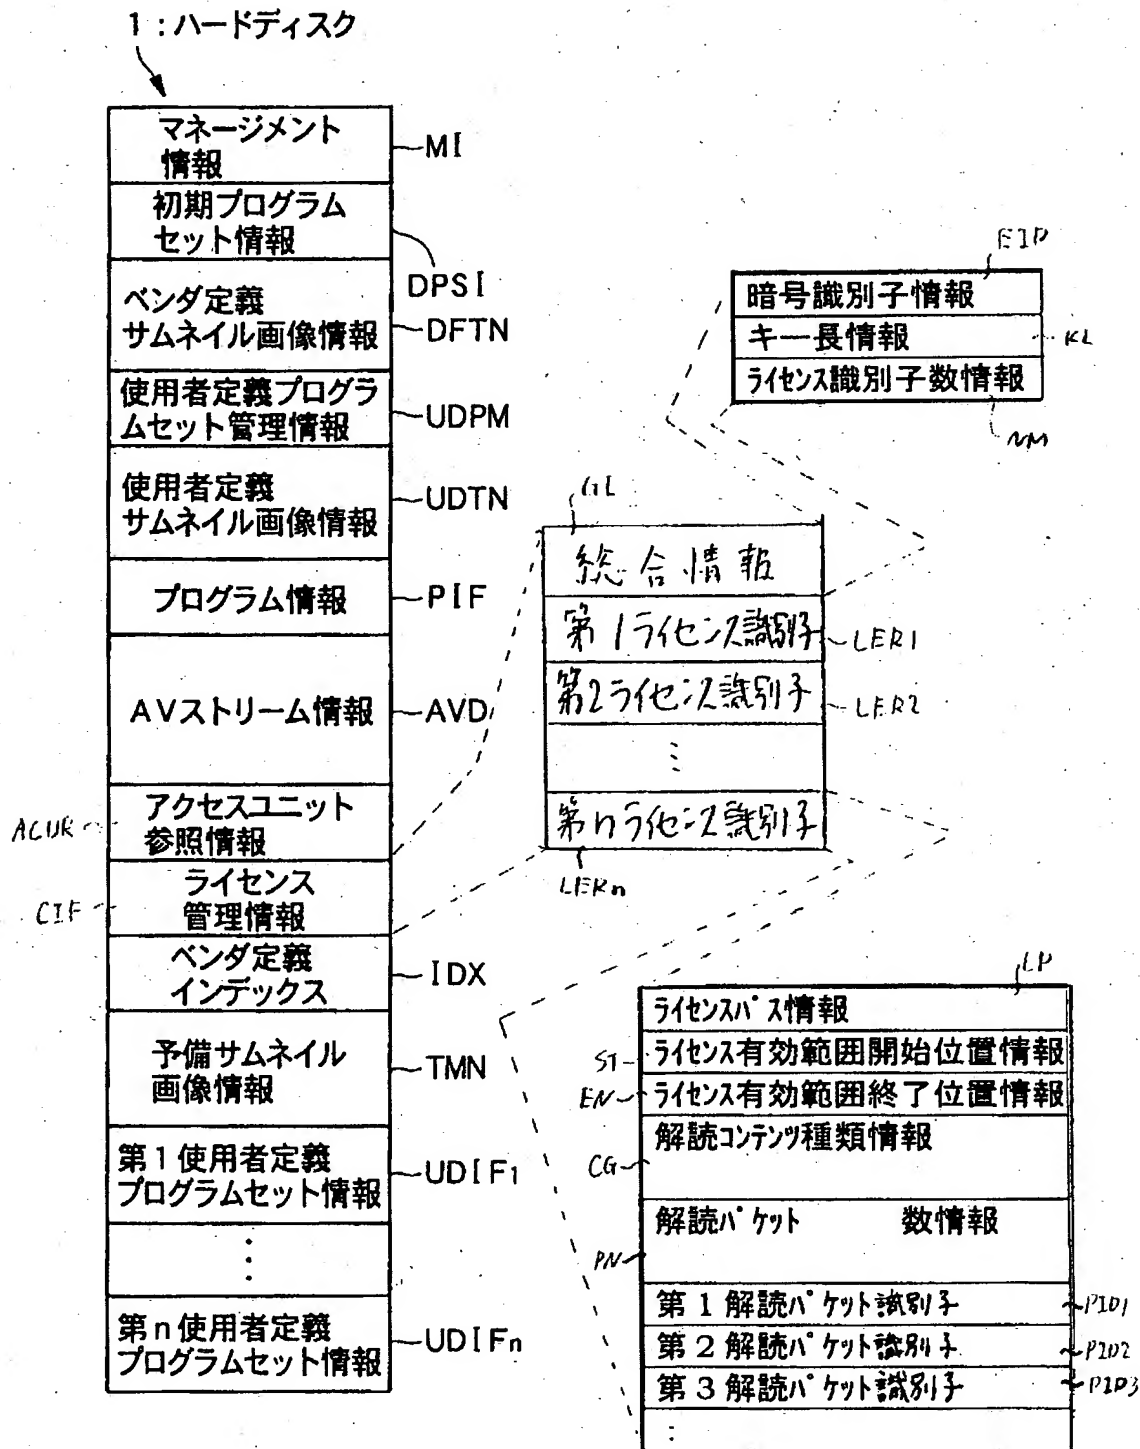 1:ハードディスク
マネージメント
情報
MI
初期プログラム
セット情報
DPSI
ベンダ定義
サムネイル画像情報
DFTN
使用者定義プログラ
ムセット管理情報
UDPM
使用者定義
サムネイル画像情報
UDTN
プログラム情報
PIF
AVストリーム情報
AVD
アクセスユニット
参照情報
ACUR
ライセンス
管理情報
CIF
ベンダ定義
インデックス
IDX
予備サムネイル
画像情報
TMN
第1使用者定義
プログラムセット情報
UDIF1
⋮
第n使用者定義
プログラムセット情報
UDIFn
EID
暗号識別子情報
キー長情報
KL
ライセンス識別子数情報
NM
GL
総合情報
第1ライセンス識別子
LER1
第2ライセンス識別子
LER2
⋮
第nライセンス識別子
LERn
LP
ライセンスパス情報
ライセンス有効範囲開始位置情報
ST
ライセンス有効範囲終了位置情報
EN
解読コンテンツ種類情報
CG
解読パケット 数情報
PN
第1解読パケット識別子
PID1
第2解読パケット識別子
PID2
第3解読パケット識別子
PID3
⋮